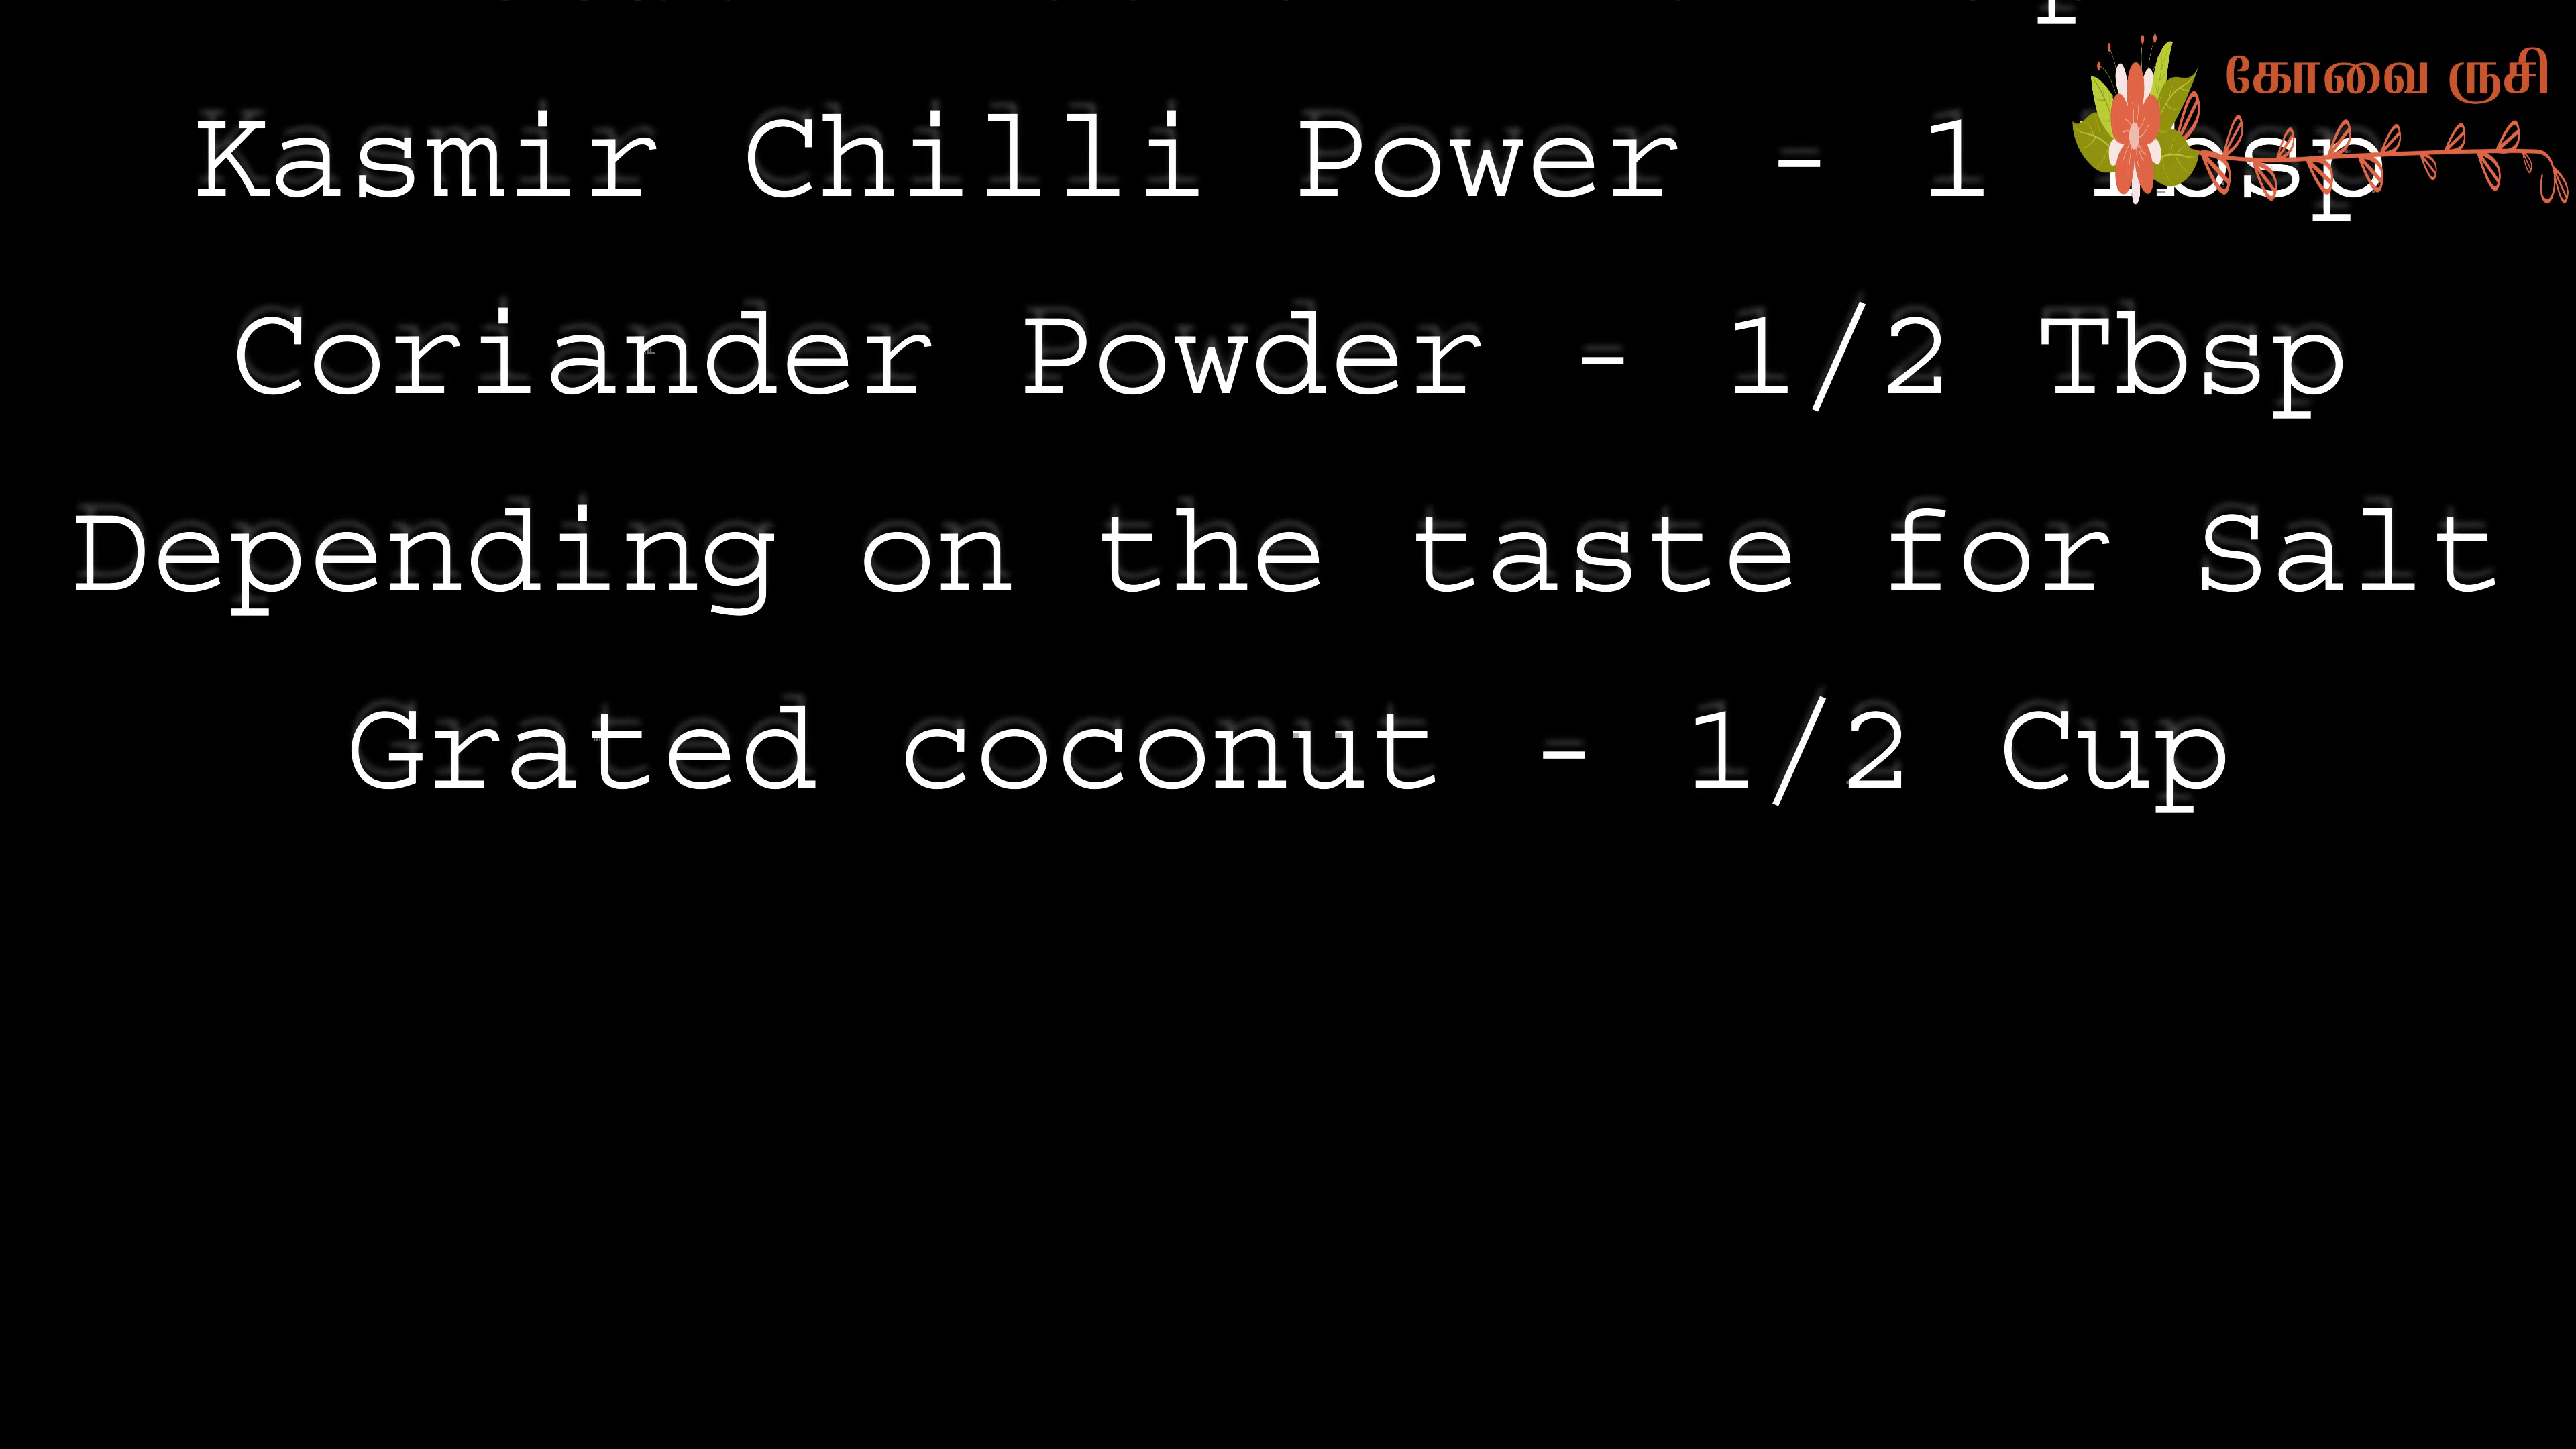 கோவை ருசி
Kasmir Chilli Power - 1 Tbsp
Coriander Powder - 1/2 Tbsp
Depending on the taste for Salt
Grated coconut - 1/2 Cup